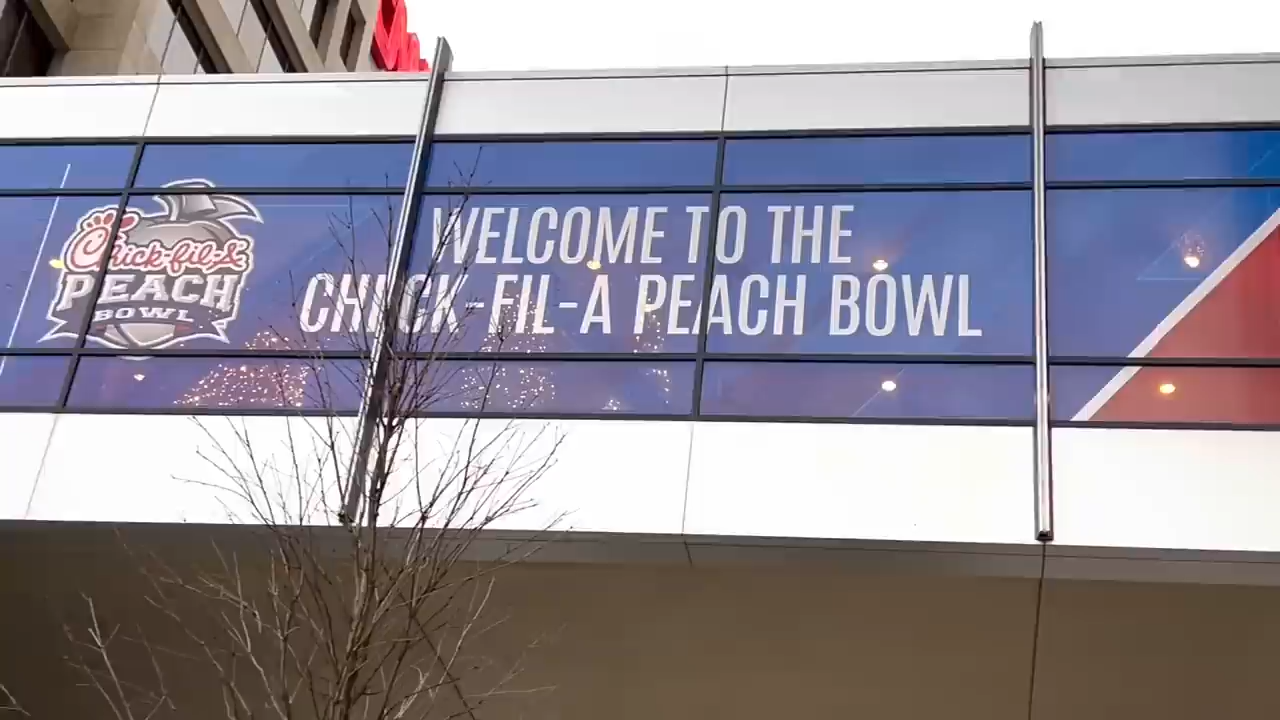 Chick-fil-A
PEACH
BOWL
WELCOME TO THE
CHICK-FIL-A PEACH BOWL